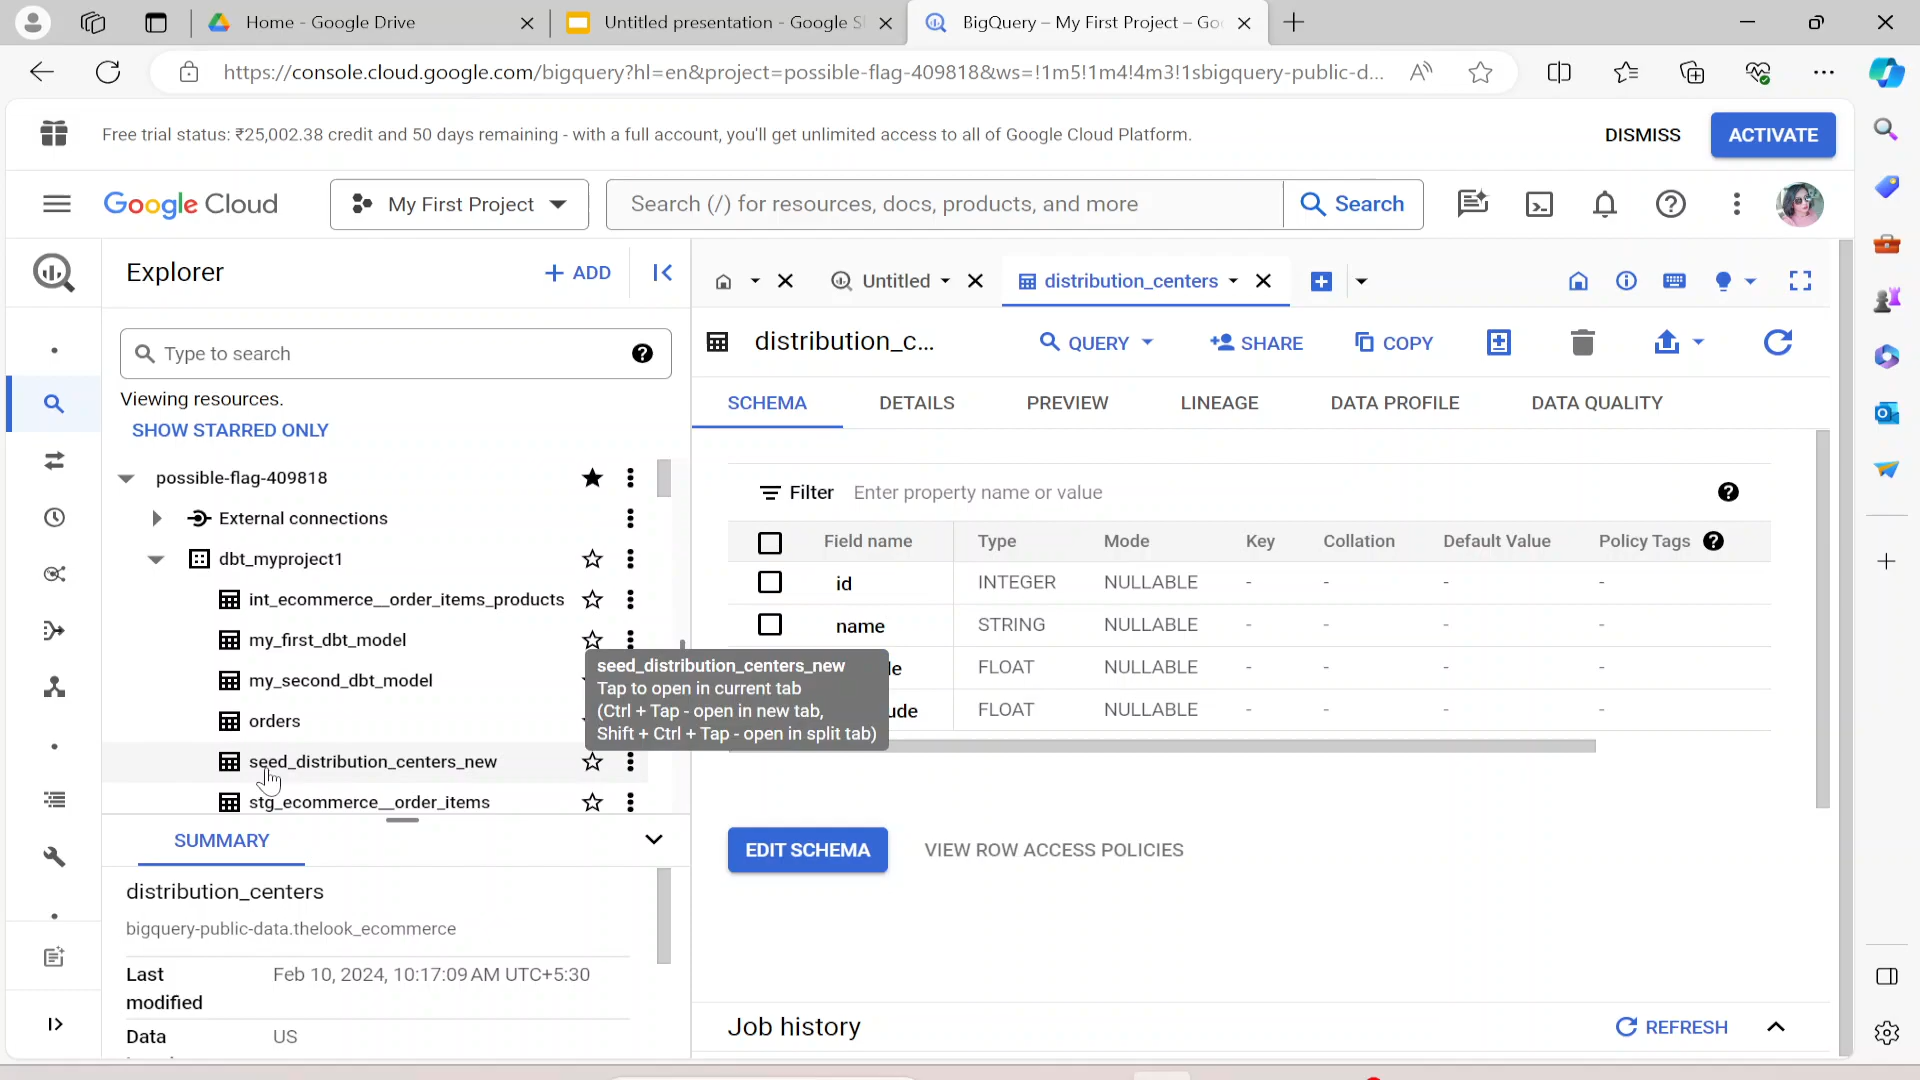 Home - Google Drive
Untitled presentation - Google S
BigQuery – My First Project – Go
https://console.cloud.google.com/bigquery?hl=en&project=possible-flag-409818&ws=!1m5!1m4!4m3!1sbigquery-public-d...
Free trial status: ₹25,002.38 credit and 50 days remaining - with a full account, you'll get unlimited access to all of Google Cloud Platform.
DISMISS
ACTIVATE
Google Cloud
My First Project
Search (/) for resources, docs, products, and more
Search
Explorer
+ ADD
Untitled
distribution_centers
Type to search
Viewing resources.
SHOW STARRED ONLY
distribution_c...
QUERY
SHARE
COPY
SCHEMA
DETAILS
PREVIEW
LINEAGE
DATA PROFILE
DATA QUALITY
possible-flag-409818
External connections
dbt_myproject1
int_ecommerce__order_items_products
my_first_dbt_model
my_second_dbt_model
orders
seed_distribution_centers_new
stg_ecommerce__order_items
Filter Enter property name or value
Field name Type Mode Key Collation Default Value Policy Tags
id INTEGER NULLABLE - - - -
name STRING NULLABLE - - - -
le FLOAT NULLABLE - - - -
ude FLOAT NULLABLE - - - -
seed_distribution_centers_new
Tap to open in current tab
(Ctrl + Tap - open in new tab,
Shift + Ctrl + Tap - open in split tab)
EDIT SCHEMA
VIEW ROW ACCESS POLICIES
SUMMARY
distribution_centers
bigquery-public-data.thelook_ecommerce
Last modified Feb 10, 2024, 10:17:09 AM UTC+5:30
Data US
Job history
REFRESH